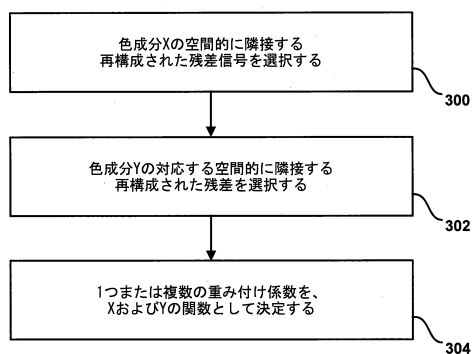 色成分Xの空間的に隣接する
再構成された残差信号を選択する
300
色成分Yの対応する空間的に隣接する
再構成された残差を選択する
302
1つまたは複数の重み付け係数を、
XおよびYの関数として決定する
304